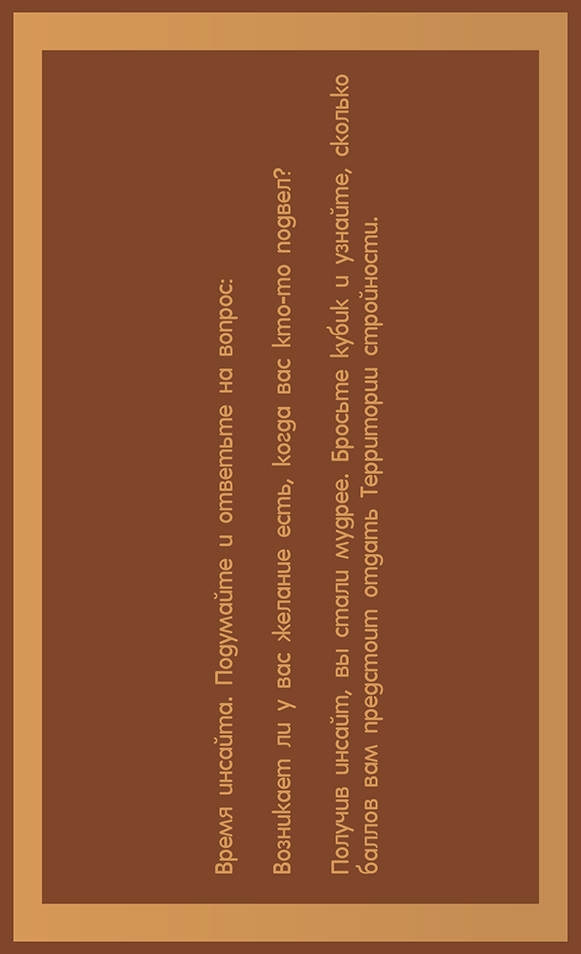 Время инсайта. Подумайте и ответьте на вопрос:
Возникает ли у вас желание есть, когда вас кто-то подвел?
Получив инсайт, вы стали мудрее. Бросьте кубик и узнайте, сколько
баллов вам предстоит отдать Территории стройности.